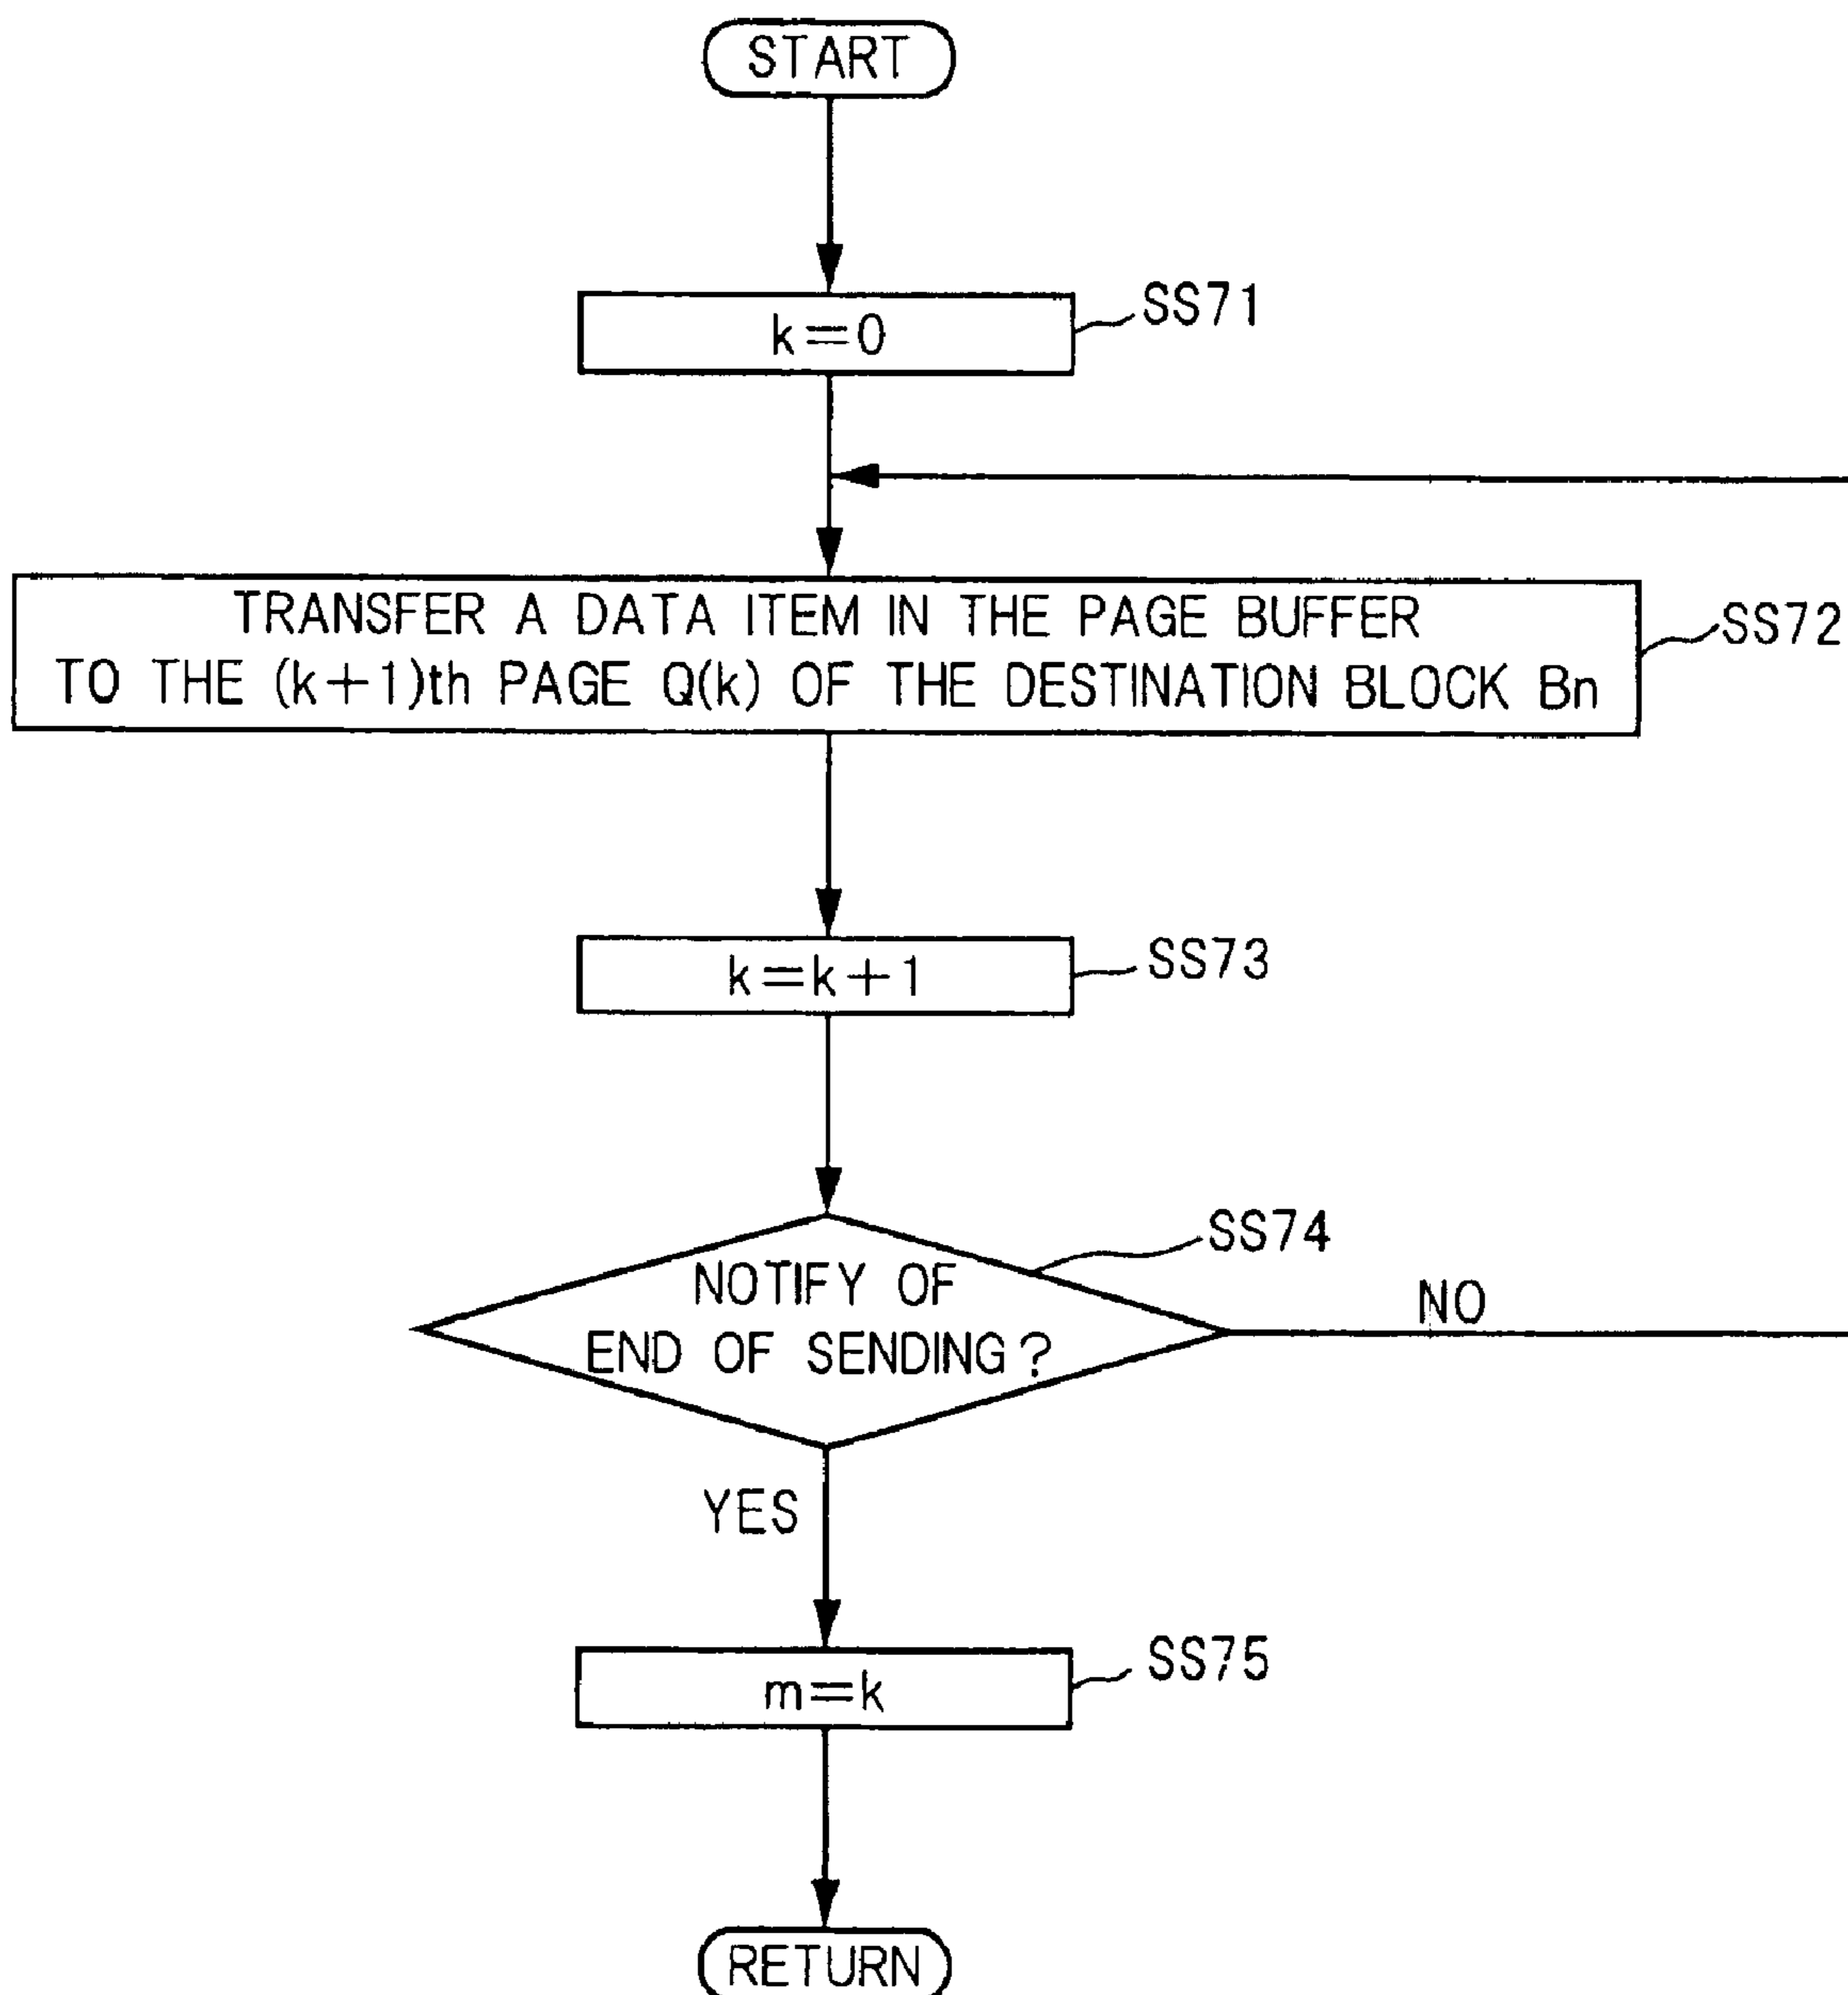 START
k=0
SS71
TRANSFER A DATA ITEM IN THE PAGE BUFFER
TO THE (k+1)th PAGE Q(k) OF THE DESTINATION BLOCK Bn
SS72
k=k+1
SS73
NOTIFY OF
END OF SENDING?
SS74
NO
YES
m=k
SS75
RETURN